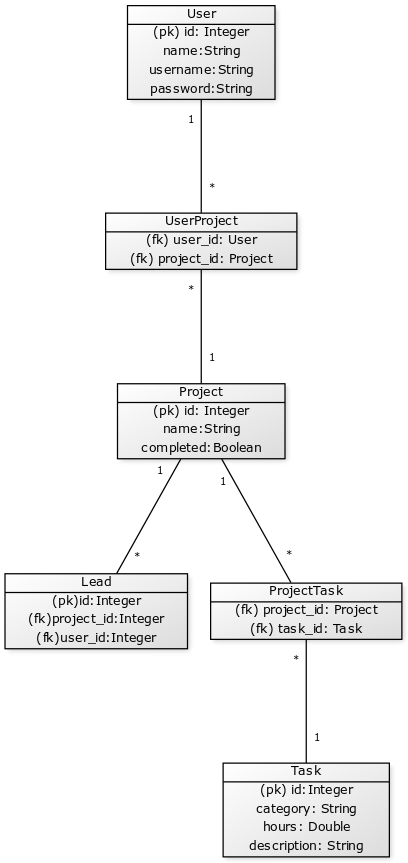 User
(pk) id: Integer
name:String
username:String
password:String
1
*
UserProject
(fk) user_id: User
(fk) project_id: Project
*
1
Project
(pk) id: Integer
name:String
completed:Boolean
1
1
*
*
Lead
(pk)id:Integer
(fk)project_id:Integer
(fk)user_id:Integer
ProjectTask
(fk) project_id: Project
(fk) task_id: Task
*
1
Task
(pk) id:Integer
category: String
hours: Double
description: String